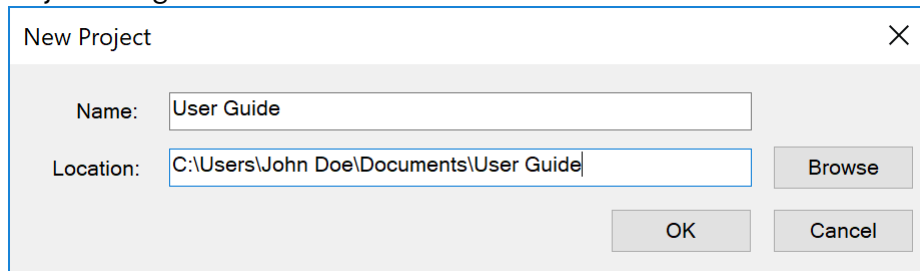 New Project
Name: User Guide
Location: C:\Users\John Doe\Documents\User Guide Browse
OK Cancel